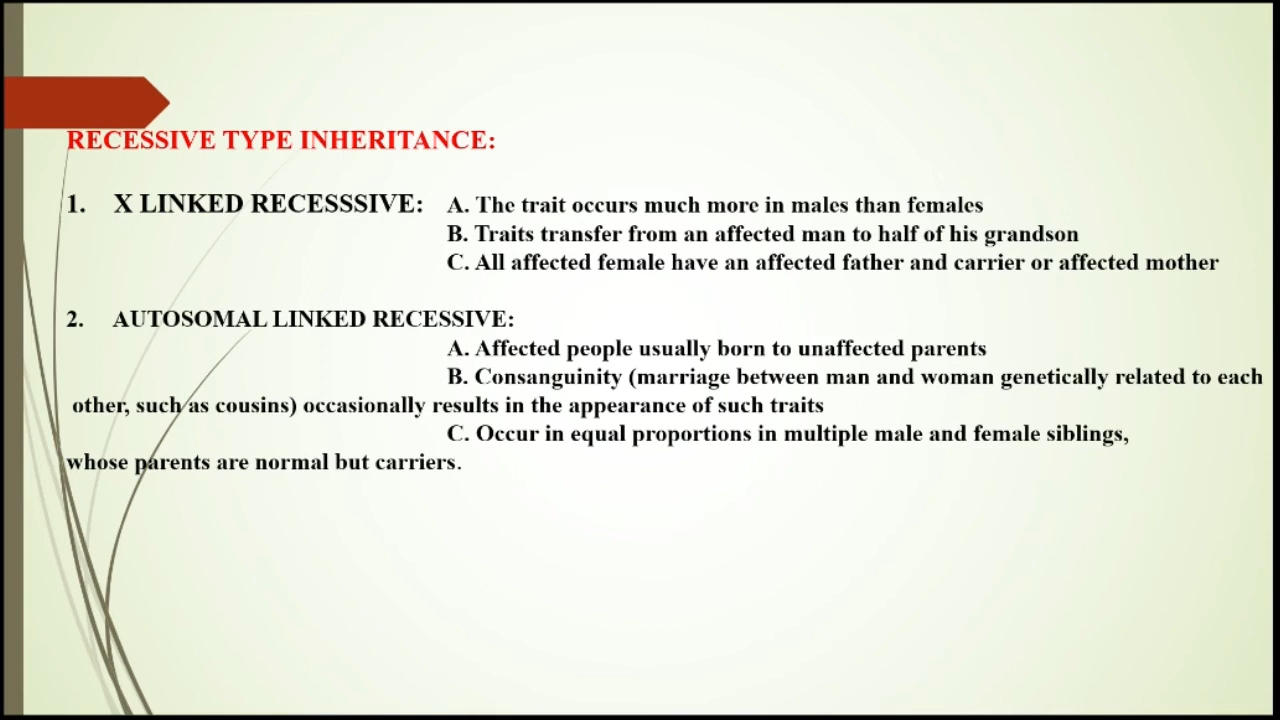 RECESSIVE TYPE INHERITANCE:
1. X LINKED RECESSSIVE: A. The trait occurs much more in males than females
B. Traits transfer from an affected man to half of his grandson
C. All affected female have an affected father and carrier or affected mother
2. AUTOSOMAL LINKED RECESSIVE:
A. Affected people usually born to unaffected parents
B. Consanguinity (marriage between man and woman genetically related to each
other, such as cousins) occasionally results in the appearance of such traits
C. Occur in equal proportions in multiple male and female siblings,
whose parents are normal but carriers.